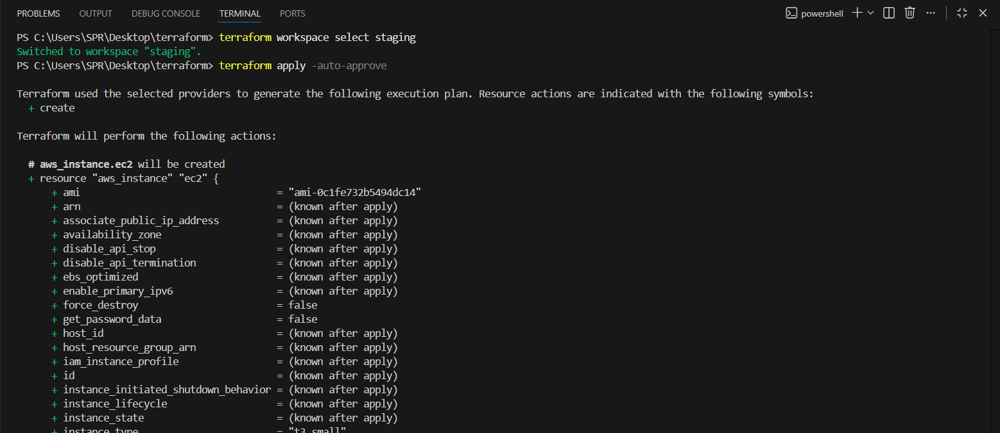 PROBLEMS OUTPUT DEBUG CONSOLE TERMINAL PORTS powershell
PS C:\Users\SPR\Desktop\terraform> terraform workspace select staging
Switched to workspace "staging".
PS C:\Users\SPR\Desktop\terraform> terraform apply -auto-approve
Terraform used the selected providers to generate the following execution plan. Resource actions are indicated with the following symbols:
+ create
Terraform will perform the following actions:
# aws_instance.ec2 will be created
+ resource "aws_instance" "ec2" {
+ ami = "ami-0c1fe732b5494dc14"
+ arn = (known after apply)
+ associate_public_ip_address = (known after apply)
+ availability_zone = (known after apply)
+ disable_api_stop = (known after apply)
+ disable_api_termination = (known after apply)
+ ebs_optimized = (known after apply)
+ enable_primary_ipv6 = (known after apply)
+ force_destroy = false
+ get_password_data = false
+ host_id = (known after apply)
+ host_resource_group_arn = (known after apply)
+ iam_instance_profile = (known after apply)
+ id = (known after apply)
+ instance_initiated_shutdown_behavior = (known after apply)
+ instance_lifecycle = (known after apply)
+ instance_state = (known after apply)
+ instance_type = "t3.small"